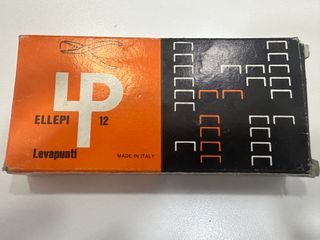 LP
ELLEPI 12
Levapunti
MADE IN ITALY